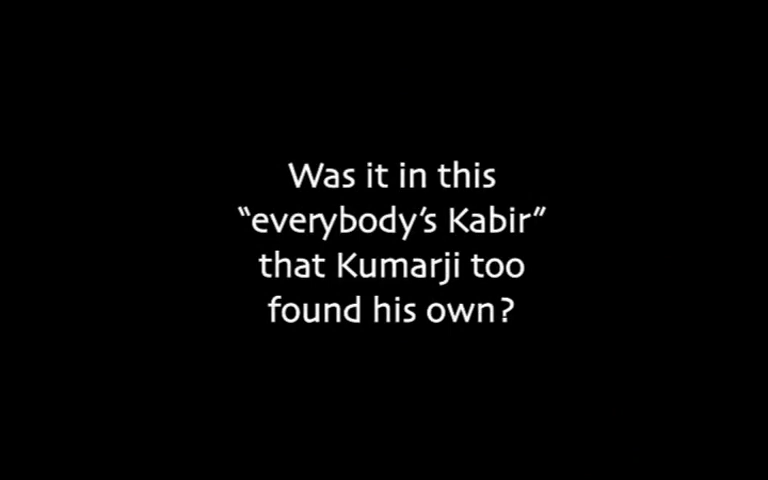 Was it in this
“everybody’s Kabir”
that Kumarji too
found his own?